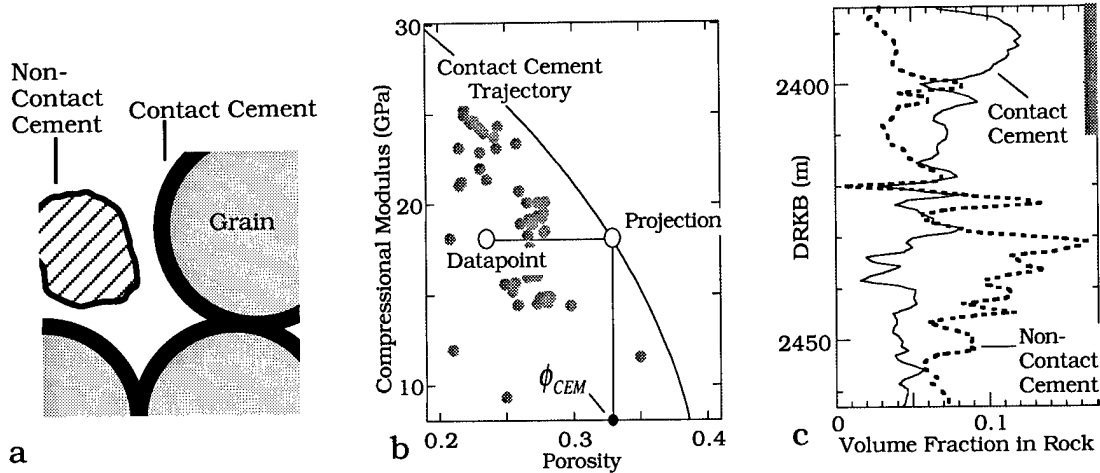 Non-
Contact
Cement
Contact Cement
Grain
a
Compressional Modulus (GPa)
30
20
10
Contact Cement
Trajectory
Projection
Datapoint
ϕCEM
0.2
0.3
0.4
Porosity
b
DRKB (m)
2400
2450
Contact
Cement
Non-
Contact
Cement
0
0.1
Volume Fraction in Rock
c